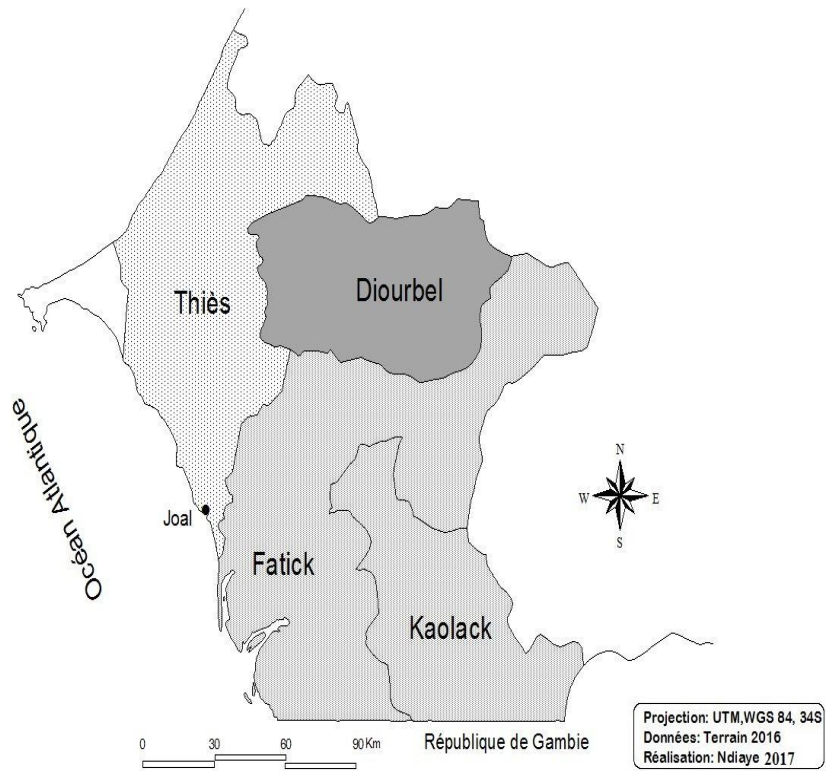 Thiès
Diourbel
Océan Atlantique
N
W
E
S
Joal
Fatick
Kaolack
0 30 60 90 Km
République de Gambie
Projection: UTM,WGS 84, 34S
Données: Terrain 2016
Réalisation: Ndiaye 2017